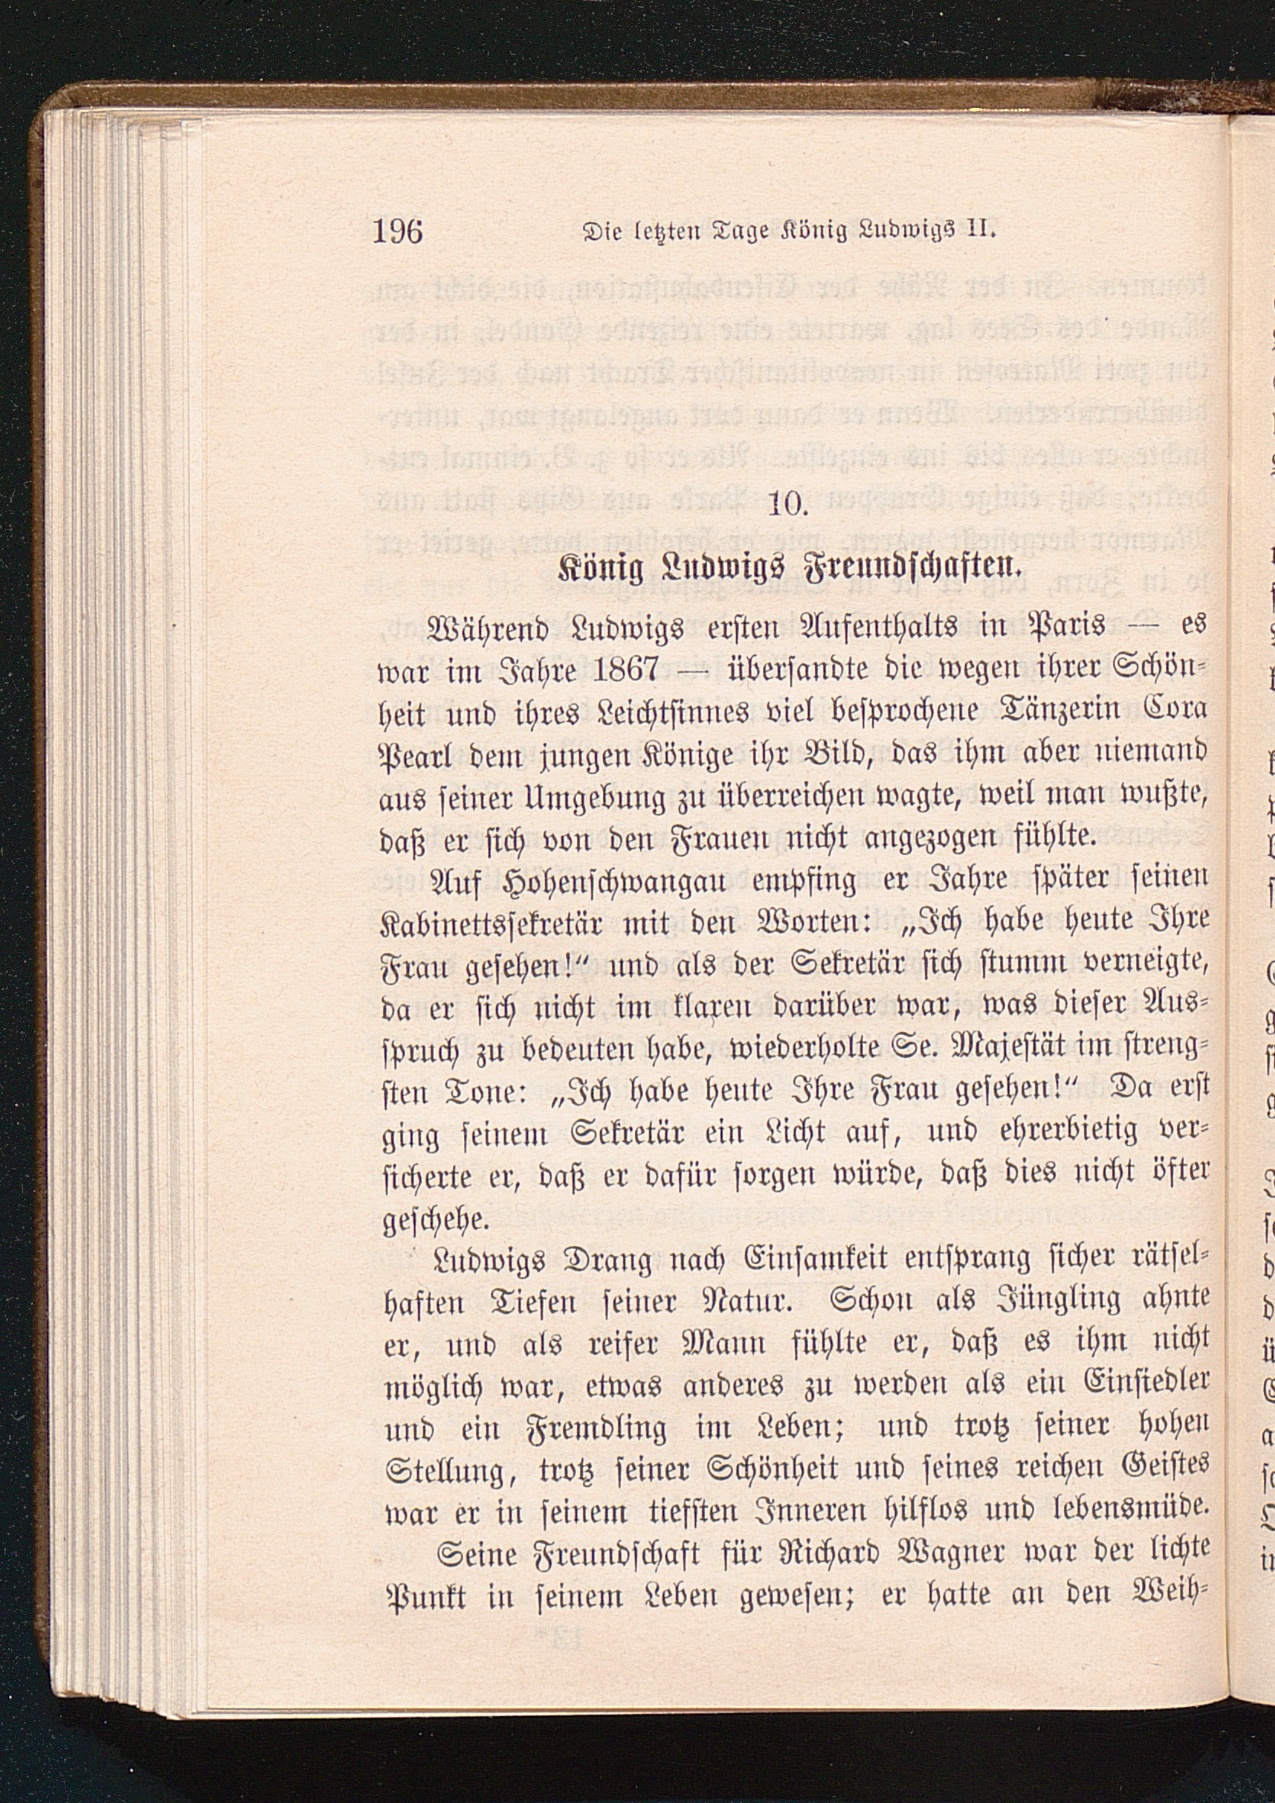 196 Die letzten Tage König Ludwigs II.
10.
König Ludwigs Freundschaften.
Während Ludwigs ersten Aufenthalts in Paris — es
war im Jahre 1867 — übersandte die wegen ihrer Schön-
heit und ihres Leichtsinnes viel besprochene Tänzerin Cora
Pearl dem jungen Könige ihr Bild, das ihm aber niemand
aus seiner Umgebung zu überreichen wagte, weil man wußte,
daß er sich von den Frauen nicht angezogen fühlte.
Auf Hohenschwangau empfing er Jahre später seinen
Kabinettssekretär mit den Worten: „Ich habe heute Ihre
Frau gesehen!“ und als der Sekretär sich stumm verneigte,
da er sich nicht im klaren darüber war, was dieser Aus-
spruch zu bedeuten habe, wiederholte Se. Majestät im streng-
sten Tone: „Ich habe heute Ihre Frau gesehen!“ Da erst
ging seinem Sekretär ein Licht auf, und ehrerbietig ver-
sicherte er, daß er dafür sorgen würde, daß dies nicht öfter
geschehe.
Ludwigs Drang nach Einsamkeit entsprang sicher rätsel-
haften Tiefen seiner Natur. Schon als Jüngling ahnte
er, und als reifer Mann fühlte er, daß es ihm nicht
möglich war, etwas anderes zu werden als ein Einsiedler
und ein Fremdling im Leben; und trotz seiner hohen
Stellung, trotz seiner Schönheit und seines reichen Geistes
war er in seinem tiefsten Inneren hilflos und lebensmüde.
Seine Freundschaft für Richard Wagner war der lichte
Punkt in seinem Leben gewesen; er hatte an den Weih-